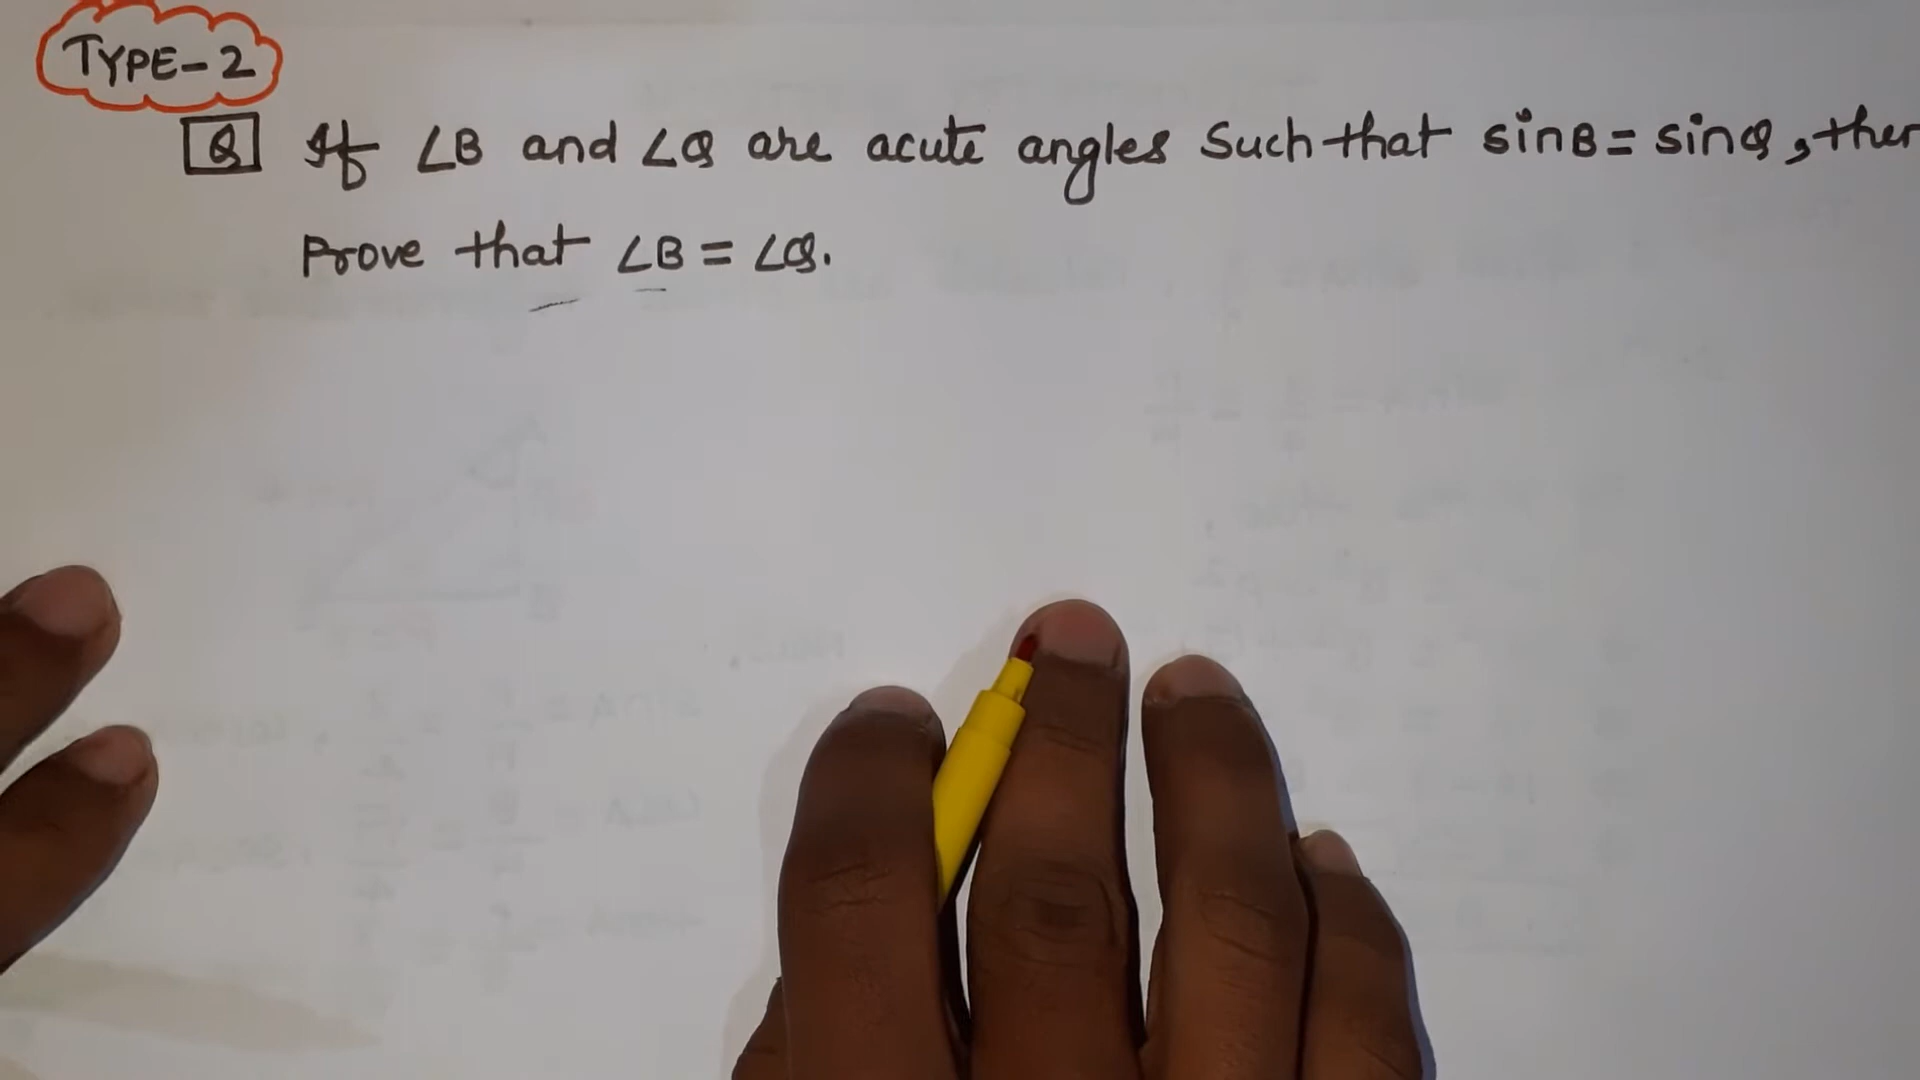 TYPE-2
Q If ∠B and ∠Q are acute angles Such that sinB = sinQ, then
Prove that ∠B = ∠Q.